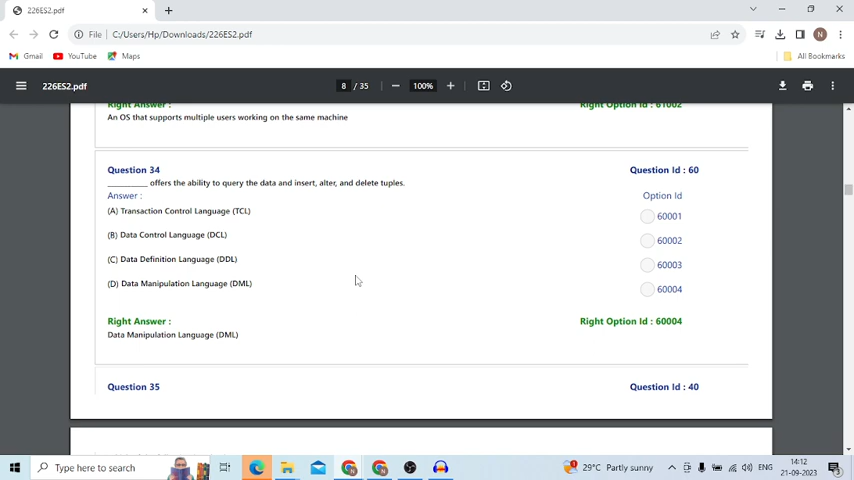 226ES2.pdf
File
C:/Users/Hp/Downloads/226ES2.pdf
N
Gmail
YouTube
Maps
All Bookmarks
226ES2.pdf
8 / 35
100%
Right Answer :
Right Option Id : 61002
An OS that supports multiple users working on the same machine
Question 34
Question Id : 60
_________ offers the ability to query the data and insert, alter, and delete tuples.
Answer :
Option Id
(A) Transaction Control Language (TCL)
60001
(B) Data Control Language (DCL)
60002
(C) Data Definition Language (DDL)
60003
(D) Data Manipulation Language (DML)
60004
Right Answer :
Right Option Id : 60004
Data Manipulation Language (DML)
Question 35
Question Id : 40
Type here to search
29°C Partly sunny
ENG
14:12
21-09-2023
3